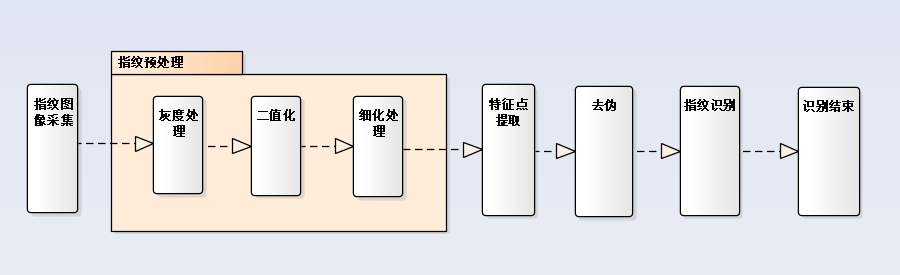 指纹预处理
指纹图
像采集
灰度处
理
二值化
细化处
理
特征点
提取
去伪
指纹识别
识别结束